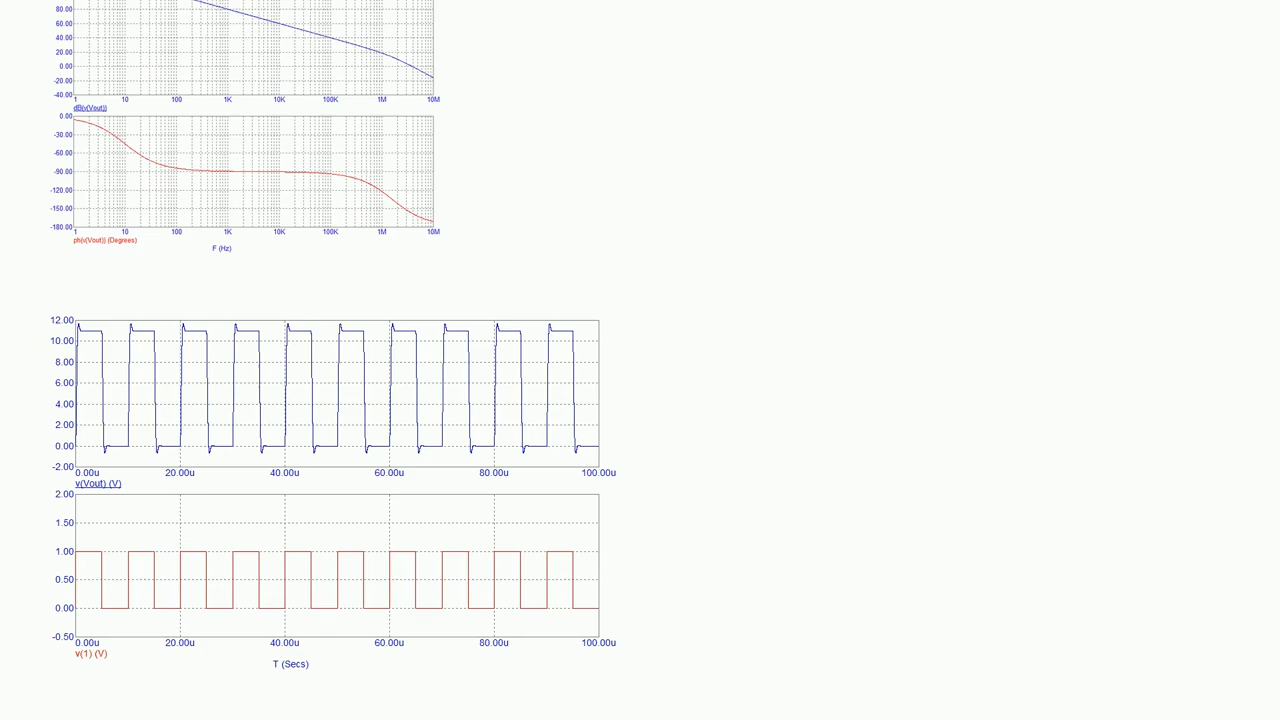 80.00
60.00
40.00
20.00
0.00
-20.00
-40.00
1 10 100 1K 10K 100K 1M 10M
dB(v(Vout))
0.00
-30.00
-60.00
-90.00
-120.00
-150.00
-180.00
1 10 100 1K 10K 100K 1M 10M
ph(v(Vout)) (Degrees)
F (Hz)
12.00
10.00
8.00
6.00
4.00
2.00
0.00
-2.00
0.00u 20.00u 40.00u 60.00u 80.00u 100.00u
v(Vout) (V)
2.00
1.50
1.00
0.50
0.00
-0.50
0.00u 20.00u 40.00u 60.00u 80.00u 100.00u
v(1) (V)
T (Secs)